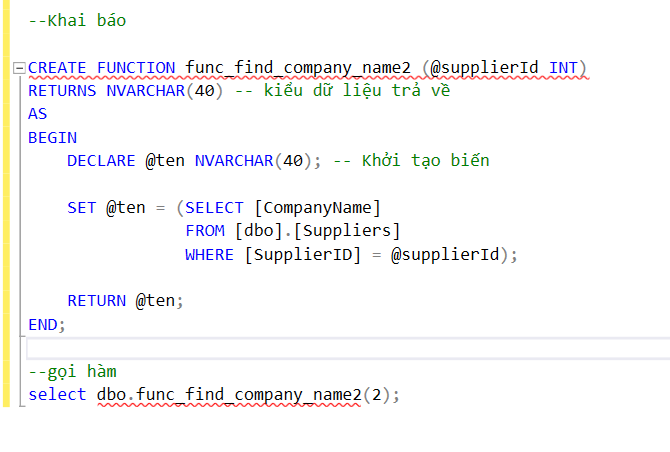 --Khai báo
CREATE FUNCTION func_find_company_name2 (@supplierId INT)
RETURNS NVARCHAR(40) -- kiểu dữ liệu trả về
AS
BEGIN
    DECLARE @ten NVARCHAR(40); -- Khởi tạo biến
    SET @ten = (SELECT [CompanyName]
                FROM [dbo].[Suppliers]
                WHERE [SupplierID] = @supplierId);
    RETURN @ten;
END;
--gọi hàm
select dbo.func_find_company_name2(2);